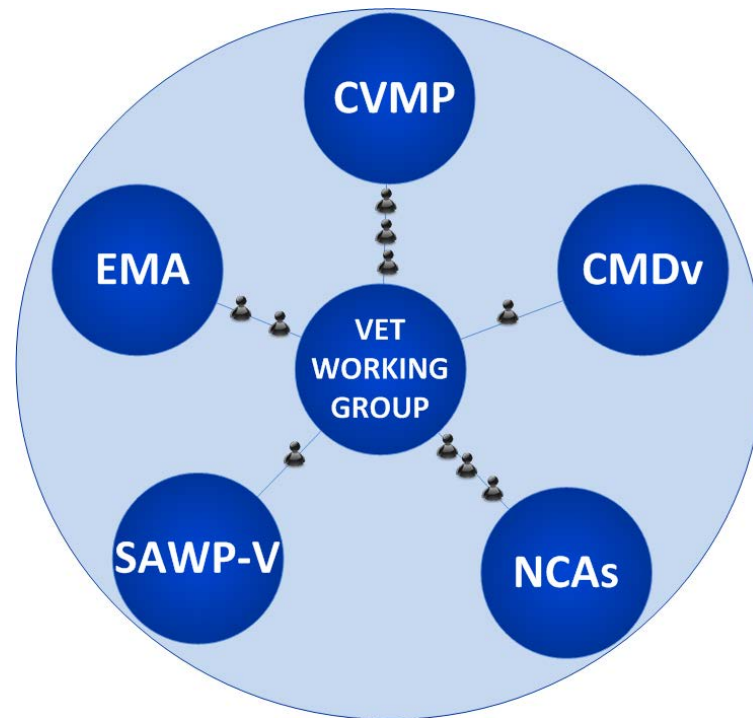 CVMP
EMA
CMDv
VET
WORKING
GROUP
SAWP-V
NCAs